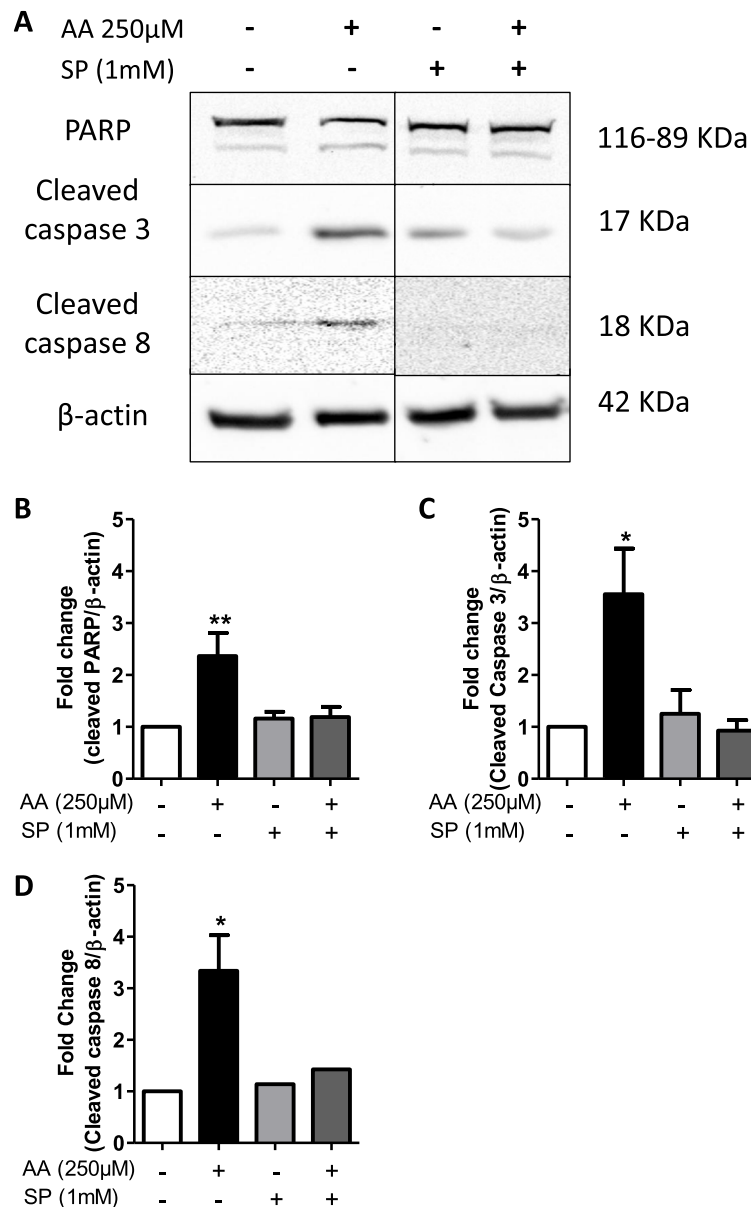 A
AA 250µM - + - +
SP (1mM) - - + +
PARP 116-89 KDa
Cleaved
caspase 3 17 KDa
Cleaved
caspase 8 18 KDa
β-actin 42 KDa
B
Fold change
(cleaved PARP/β-actin)
5
4
3
2
1
0
**
AA (250µM) - + - +
SP (1mM) - - + +
C
Fold change
(Cleaved Caspase 3/β-actin)
5
4
3
2
1
0
*
AA (250µM) - + - +
SP (1mM) - - + +
D
Fold Change
(Cleaved caspase 8/β-actin)
5
4
3
2
1
0
*
AA (250µM) - + - +
SP (1mM) - - + +